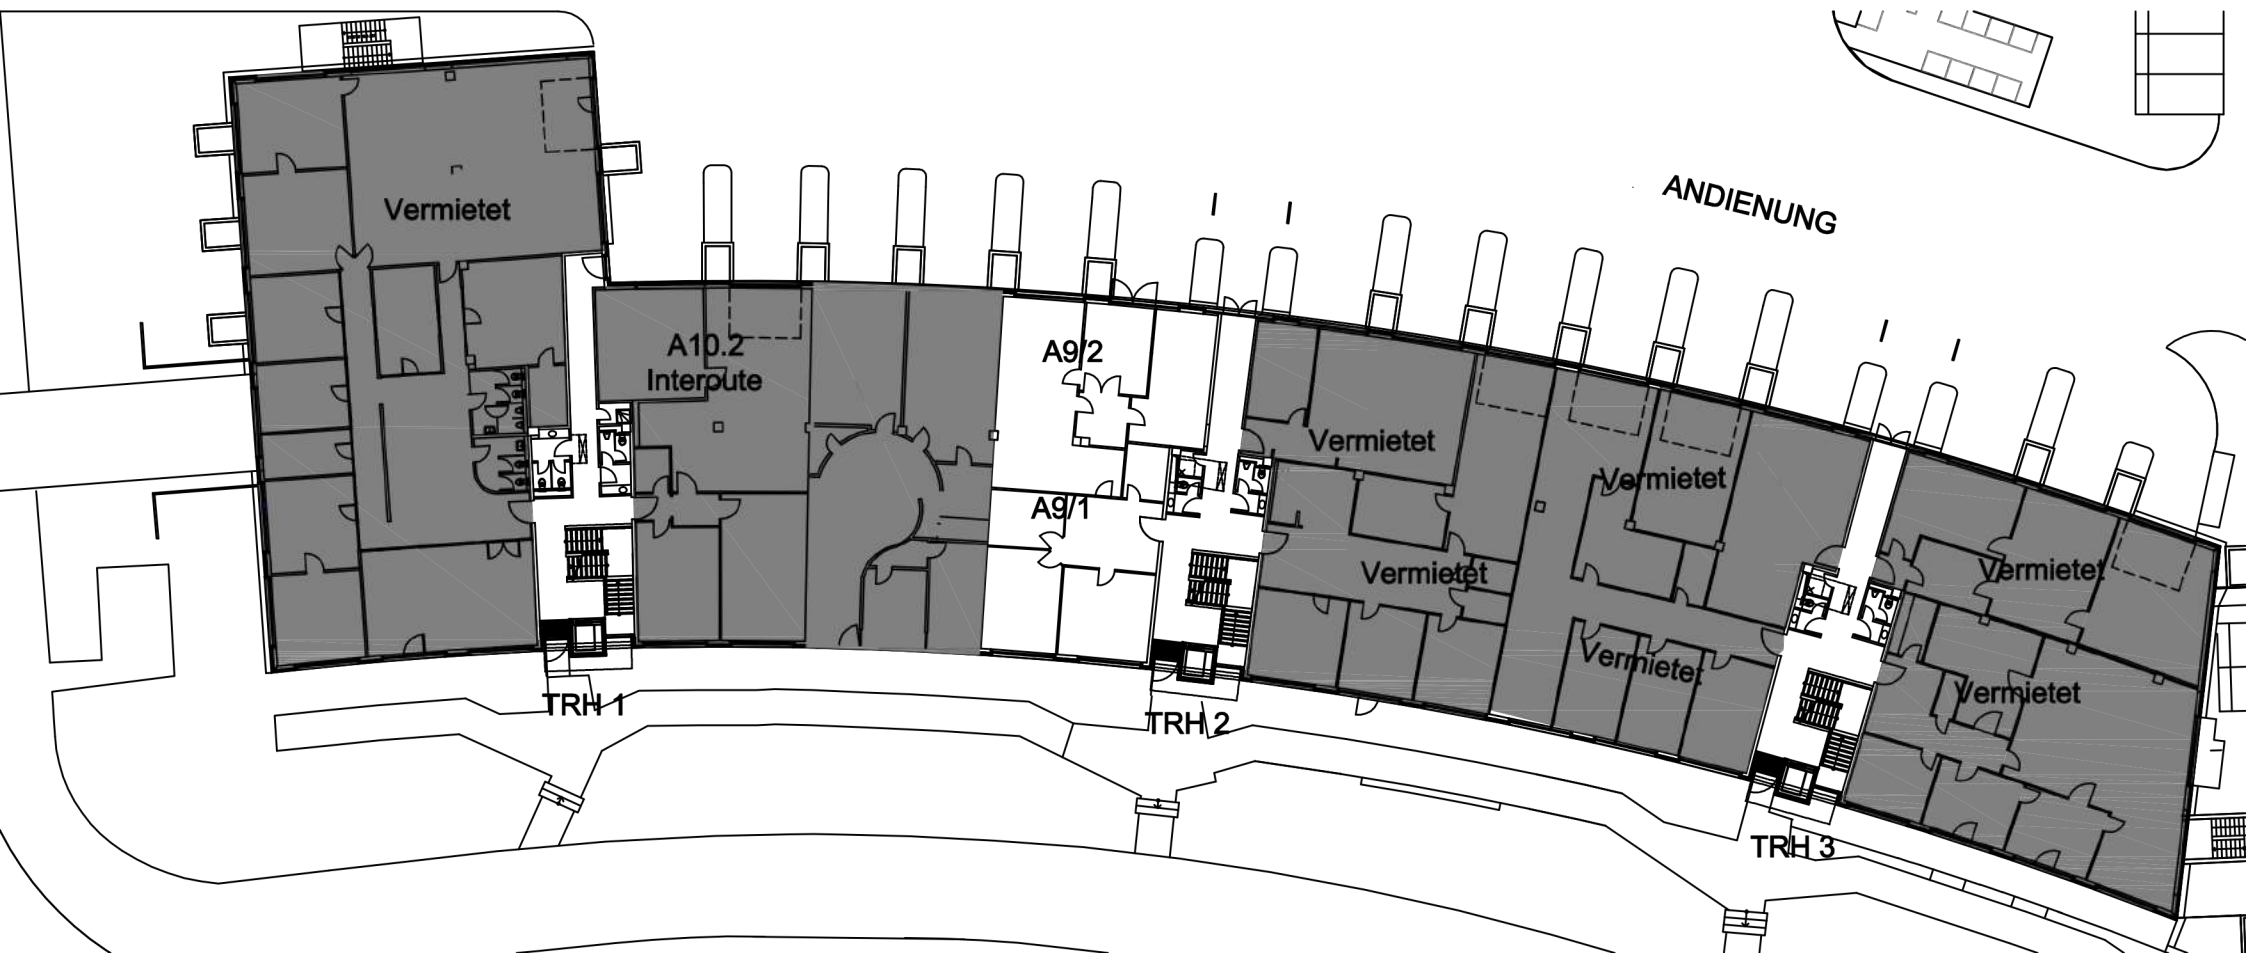 ANDIENUNG
Vermietet
A10.2
Interoute
A9/2
A9/1
Vermietet
Vermietet
Vermietet
Vermietet
Vermietet
Vermietet
TRH 1
TRH 2
TRH 3